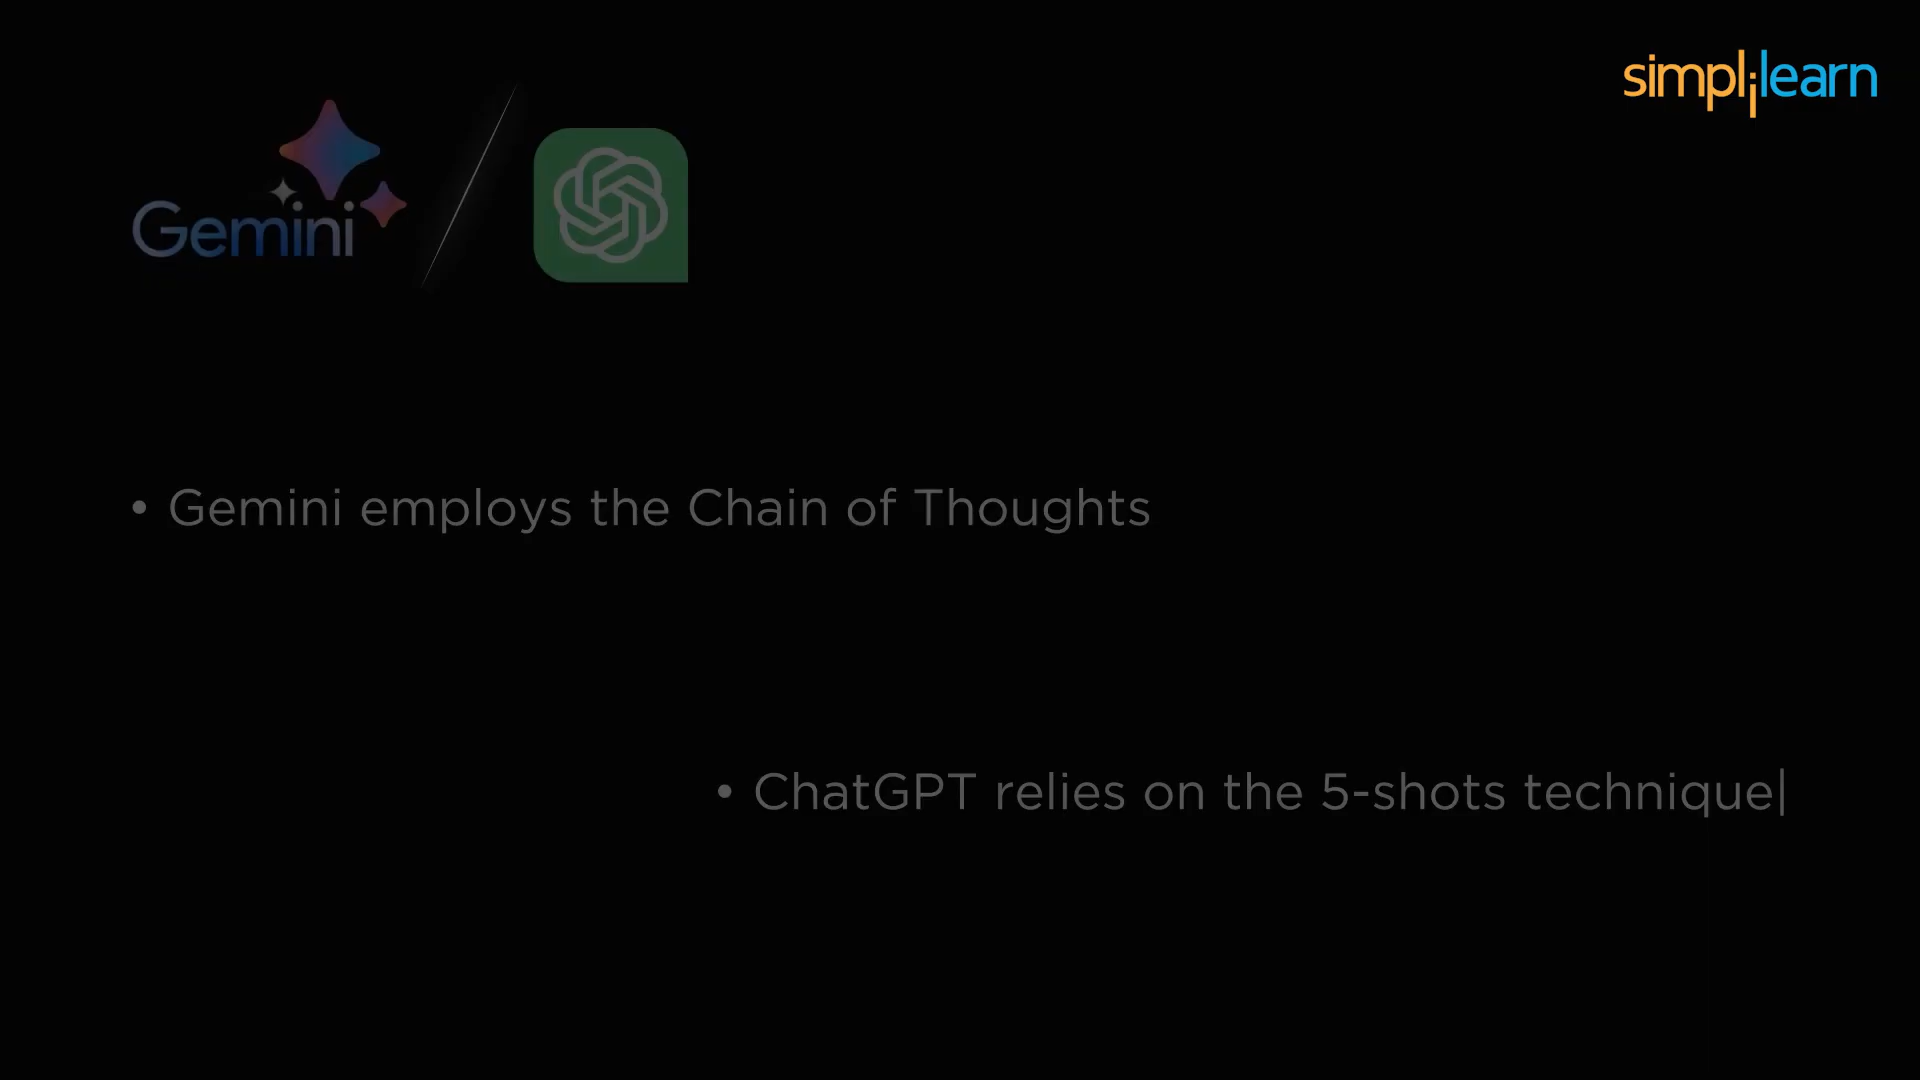 simplilearn
Gemini
• Gemini employs the Chain of Thoughts
• ChatGPT relies on the 5-shots technique|